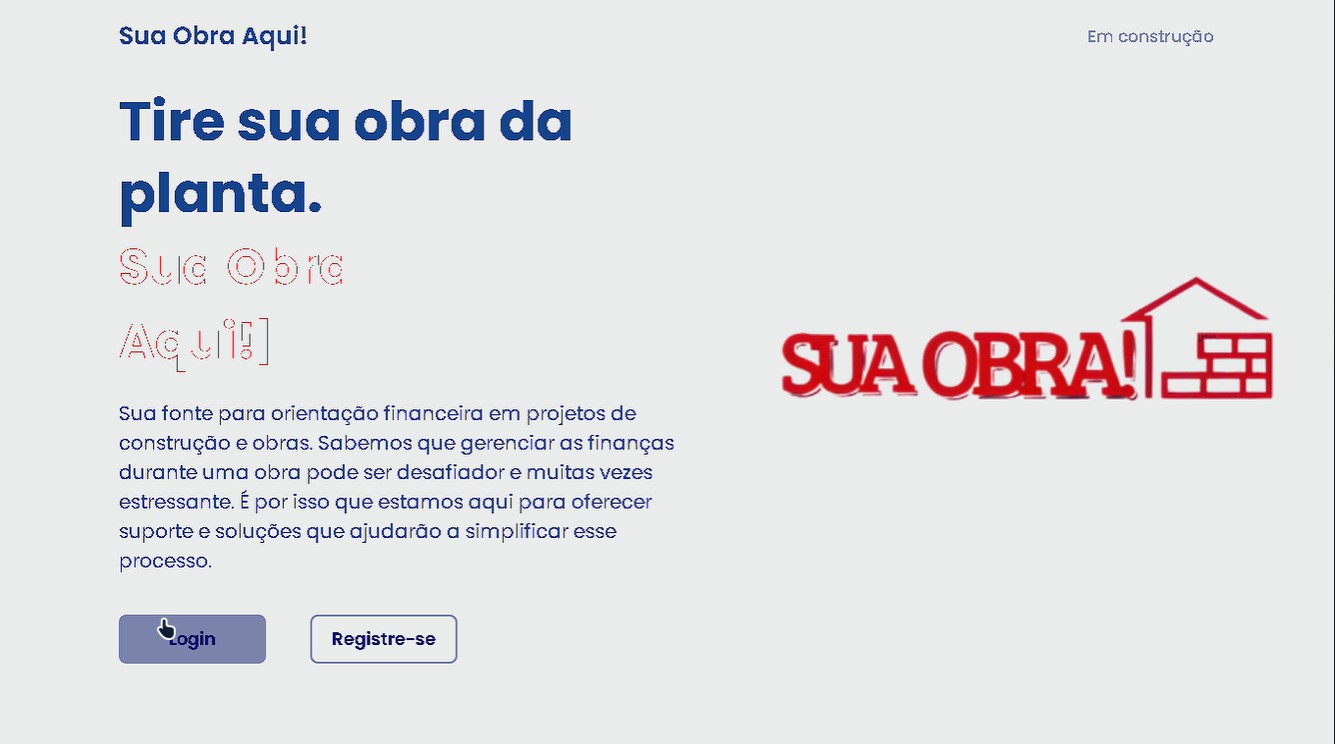 Sua Obra Aqui!
Em construção
Tire sua obra da
planta.
Sua Obra
Aqui!]
Sua fonte para orientação financeira em projetos de
construção e obras. Sabemos que gerenciar as finanças
durante uma obra pode ser desafiador e muitas vezes
estressante. É por isso que estamos aqui para oferecer
suporte e soluções que ajudarão a simplificar esse
processo.
SUA OBRA!
Login
Registre-se